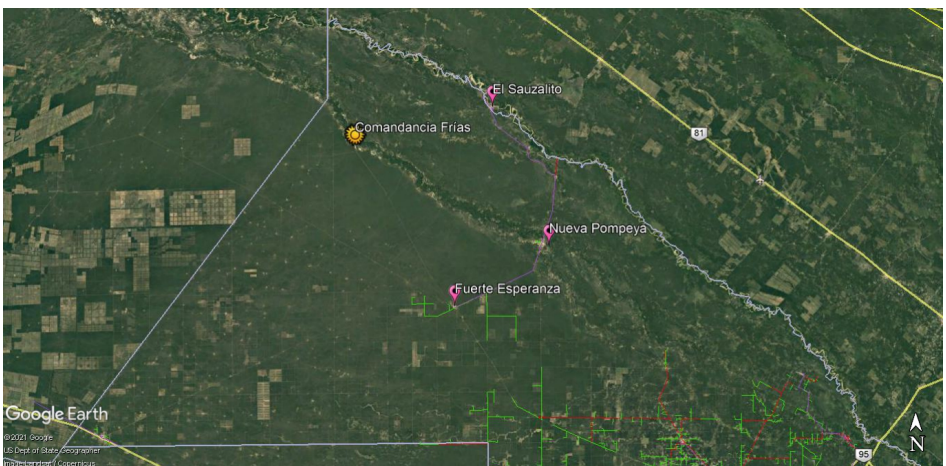 El Sauzalito
Comandancia Frías
81
Nueva Pompeya
Fuerte Esperanza
Google Earth
©2021 Google
US Dept of State Geographer
Image Landsat / Copernicus
N
95